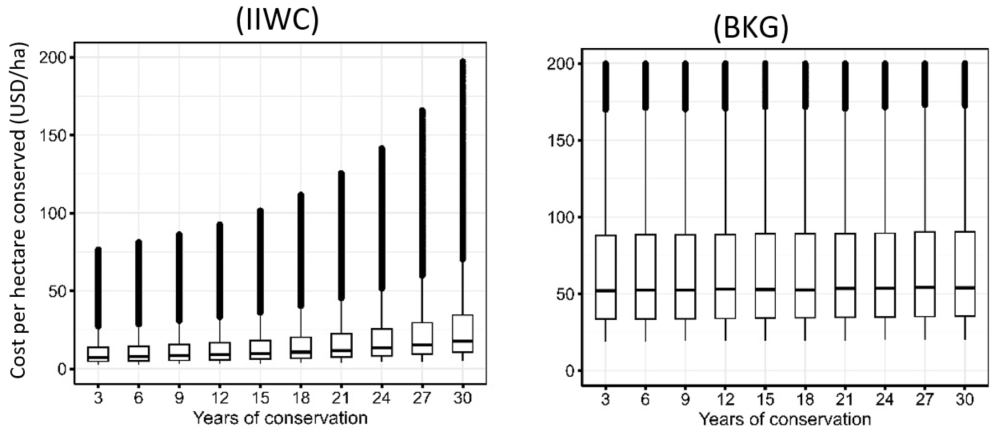 (IIWC)
Cost per hectare conserved (USD/ha)
200
150
100
50
0
3 6 9 12 15 18 21 24 27 30
Years of conservation
(BKG)
200
150
100
50
0
3 6 9 12 15 18 21 24 27 30
Years of conservation